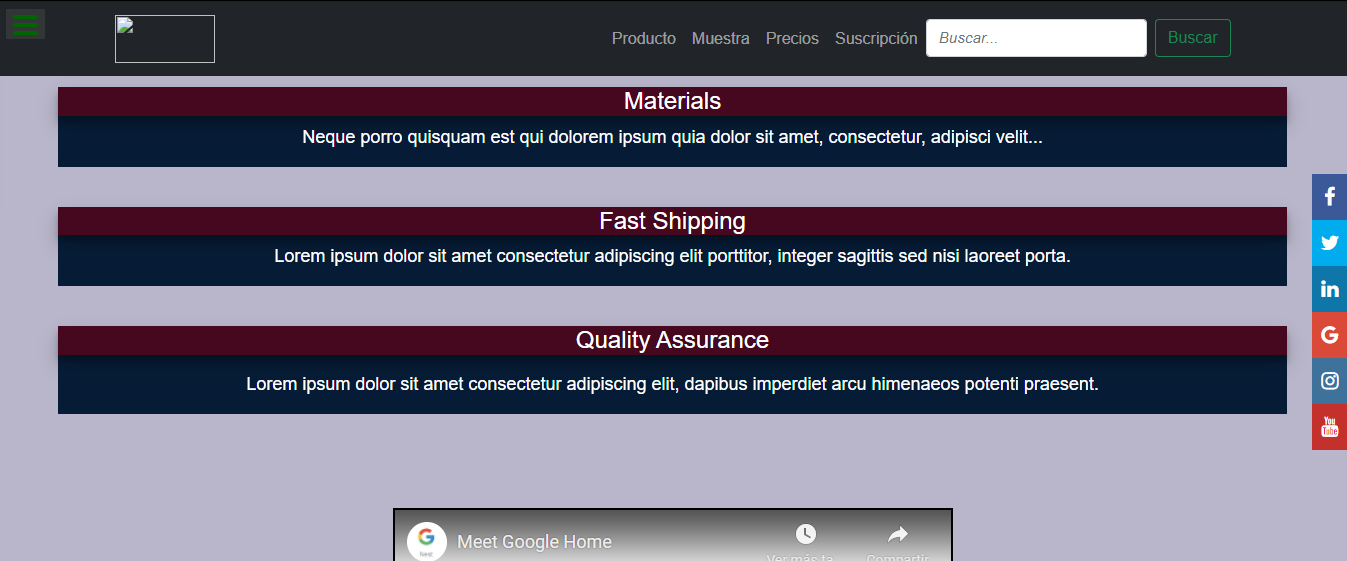 Producto Muestra Precios Suscripción Buscar... Buscar
Materials
Neque porro quisquam est qui dolorem ipsum quia dolor sit amet, consectetur, adipisci velit...
Fast Shipping
Lorem ipsum dolor sit amet consectetur adipiscing elit porttitor, integer sagittis sed nisi laoreet porta.
Quality Assurance
Lorem ipsum dolor sit amet consectetur adipiscing elit, dapibus imperdiet arcu himenaeos potenti praesent.
You
Tube
Meet Google Home
Nest
Ver más ta
Compartir